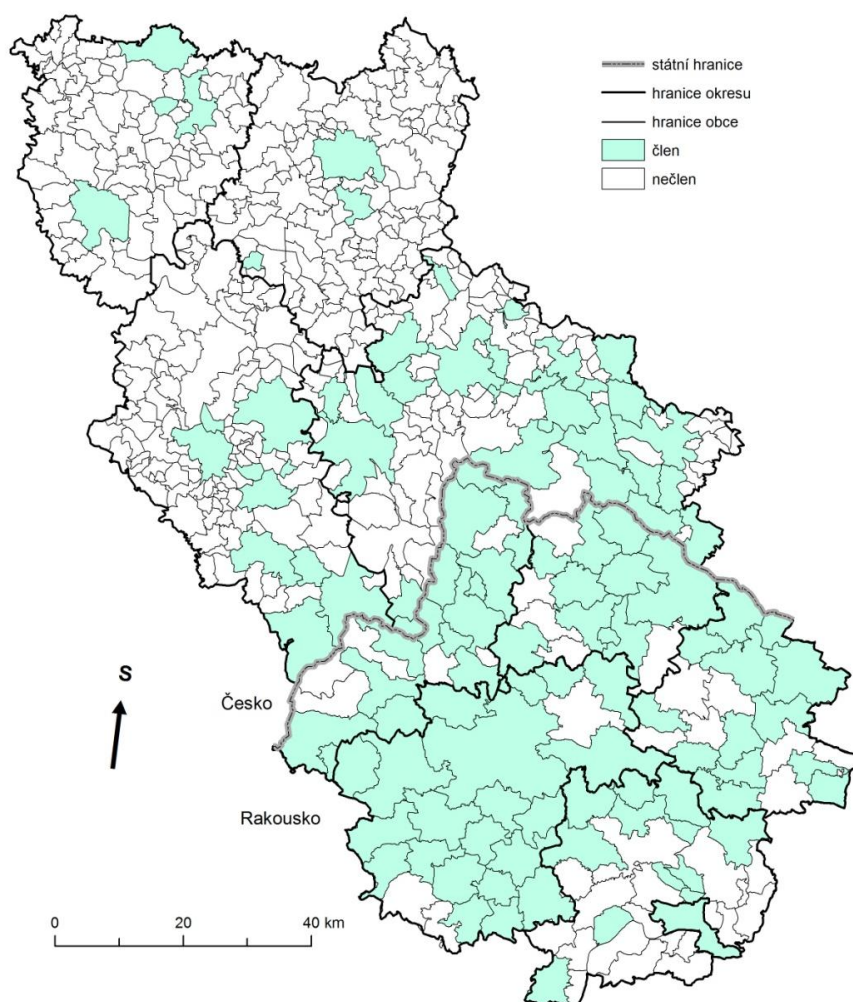 státní hranice
hranice okresu
hranice obce
člen
nečlen
S
Česko
Rakousko
0 20 40 km